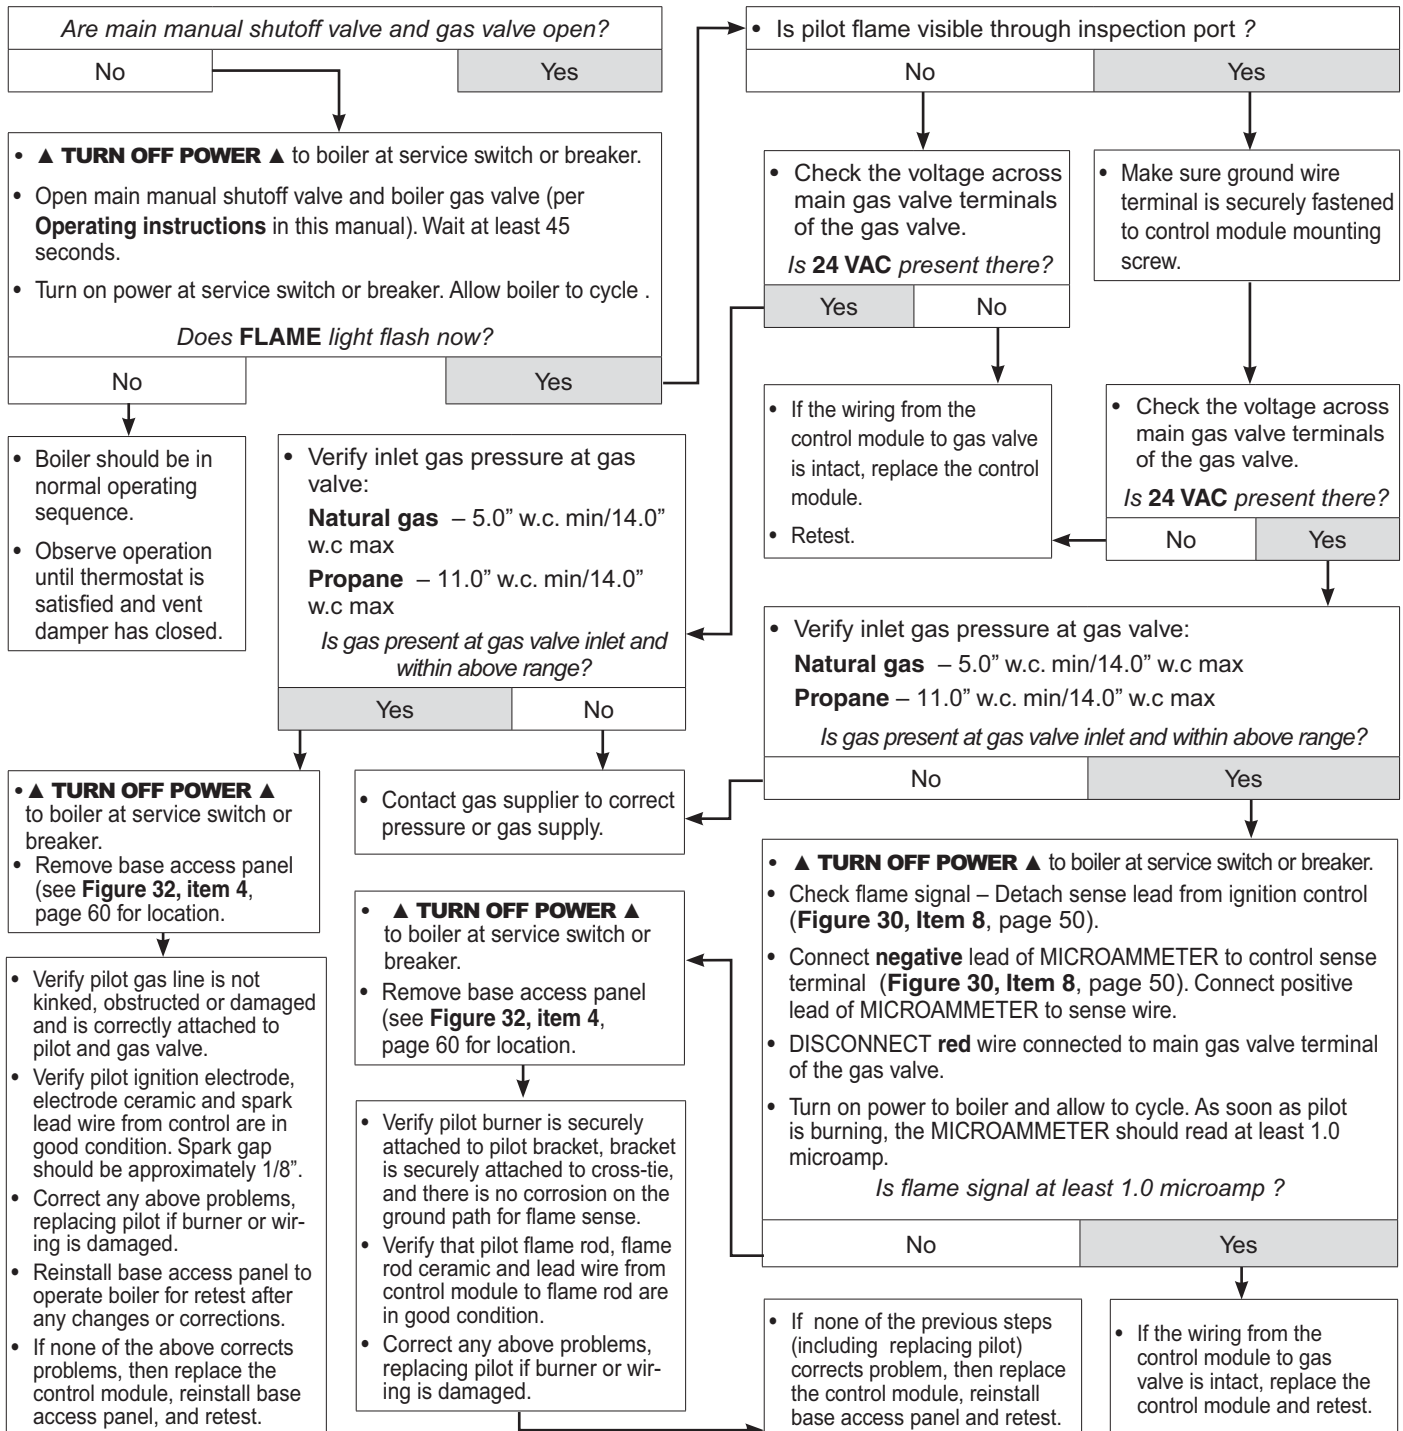 Are main manual shutoff valve and gas valve open?
No
Yes
• ▲ TURN OFF POWER ▲ to boiler at service switch or breaker.
• Open main manual shutoff valve and boiler gas valve (per
Operating instructions in this manual). Wait at least 45
seconds.
• Turn on power at service switch or breaker. Allow boiler to cycle .
Does FLAME light flash now?
No
Yes
• Boiler should be in
normal operating
sequence.
• Observe operation
until thermostat is
satisfied and vent
damper has closed.
• Is pilot flame visible through inspection port ?
No
Yes
• Check the voltage across
main gas valve terminals
of the gas valve.
Is 24 VAC present there?
Yes
No
• Make sure ground wire
terminal is securely fastened
to control module mounting
screw.
• If the wiring from the
control module to gas valve
is intact, replace the control
module.
• Retest.
• Check the voltage across
main gas valve terminals
of the gas valve.
Is 24 VAC present there?
No
Yes
• Verify inlet gas pressure at gas
valve:
Natural gas – 5.0” w.c. min/14.0”
w.c max
Propane – 11.0” w.c. min/14.0”
w.c max
Is gas present at gas valve inlet and
within above range?
Yes
No
• Verify inlet gas pressure at gas valve:
Natural gas – 5.0” w.c. min/14.0” w.c max
Propane – 11.0” w.c. min/14.0” w.c max
Is gas present at gas valve inlet and within above range?
No
Yes
• ▲ TURN OFF POWER ▲
to boiler at service switch or
breaker.
• Remove base access panel
(see Figure 32, item 4,
page 60 for location.
• Contact gas supplier to correct
pressure or gas supply.
• Verify pilot gas line is not
kinked, obstructed or damaged
and is correctly attached to
pilot and gas valve.
• Verify pilot ignition electrode,
electrode ceramic and spark
lead wire from control are in
good condition. Spark gap
should be approximately 1/8”.
• Correct any above problems,
replacing pilot if burner or wir-
ing is damaged.
• Reinstall base access panel to
operate boiler for retest after
any changes or corrections.
• If none of the above corrects
problems, then replace the
control module, reinstall base
access panel, and retest.
• ▲ TURN OFF POWER ▲
to boiler at service switch or
breaker.
• Remove base access panel
(see Figure 32, item 4,
page 60 for location.
• Verify pilot burner is securely
attached to pilot bracket, bracket
is securely attached to cross-tie,
and there is no corrosion on the
ground path for flame sense.
• Verify that pilot flame rod, flame
rod ceramic and lead wire from
control module to flame rod are
in good condition.
• Correct any above problems,
replacing pilot if burner or wir-
ing is damaged.
• ▲ TURN OFF POWER ▲ to boiler at service switch or breaker.
• Check flame signal – Detach sense lead from ignition control
(Figure 30, Item 8, page 50).
• Connect negative lead of MICROAMMETER to control sense
terminal (Figure 30, Item 8, page 50). Connect positive
lead of MICROAMMETER to sense wire.
• DISCONNECT red wire connected to main gas valve terminal
of the gas valve.
• Turn on power to boiler and allow to cycle. As soon as pilot
is burning, the MICROAMMETER should read at least 1.0
microamp.
Is flame signal at least 1.0 microamp ?
No
Yes
• If none of the previous steps
(including replacing pilot)
corrects problem, then replace
the control module, reinstall
base access panel and retest.
• If the wiring from the
control module to gas
valve is intact, replace the
control module and retest.